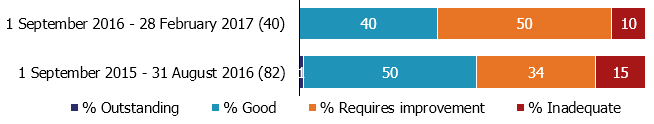 1 September 2016 - 28 February 2017 (40) 40 50 10
1 September 2015 - 31 August 2016 (82) 1 50 34 15
% Outstanding % Good % Requires improvement % Inadequate